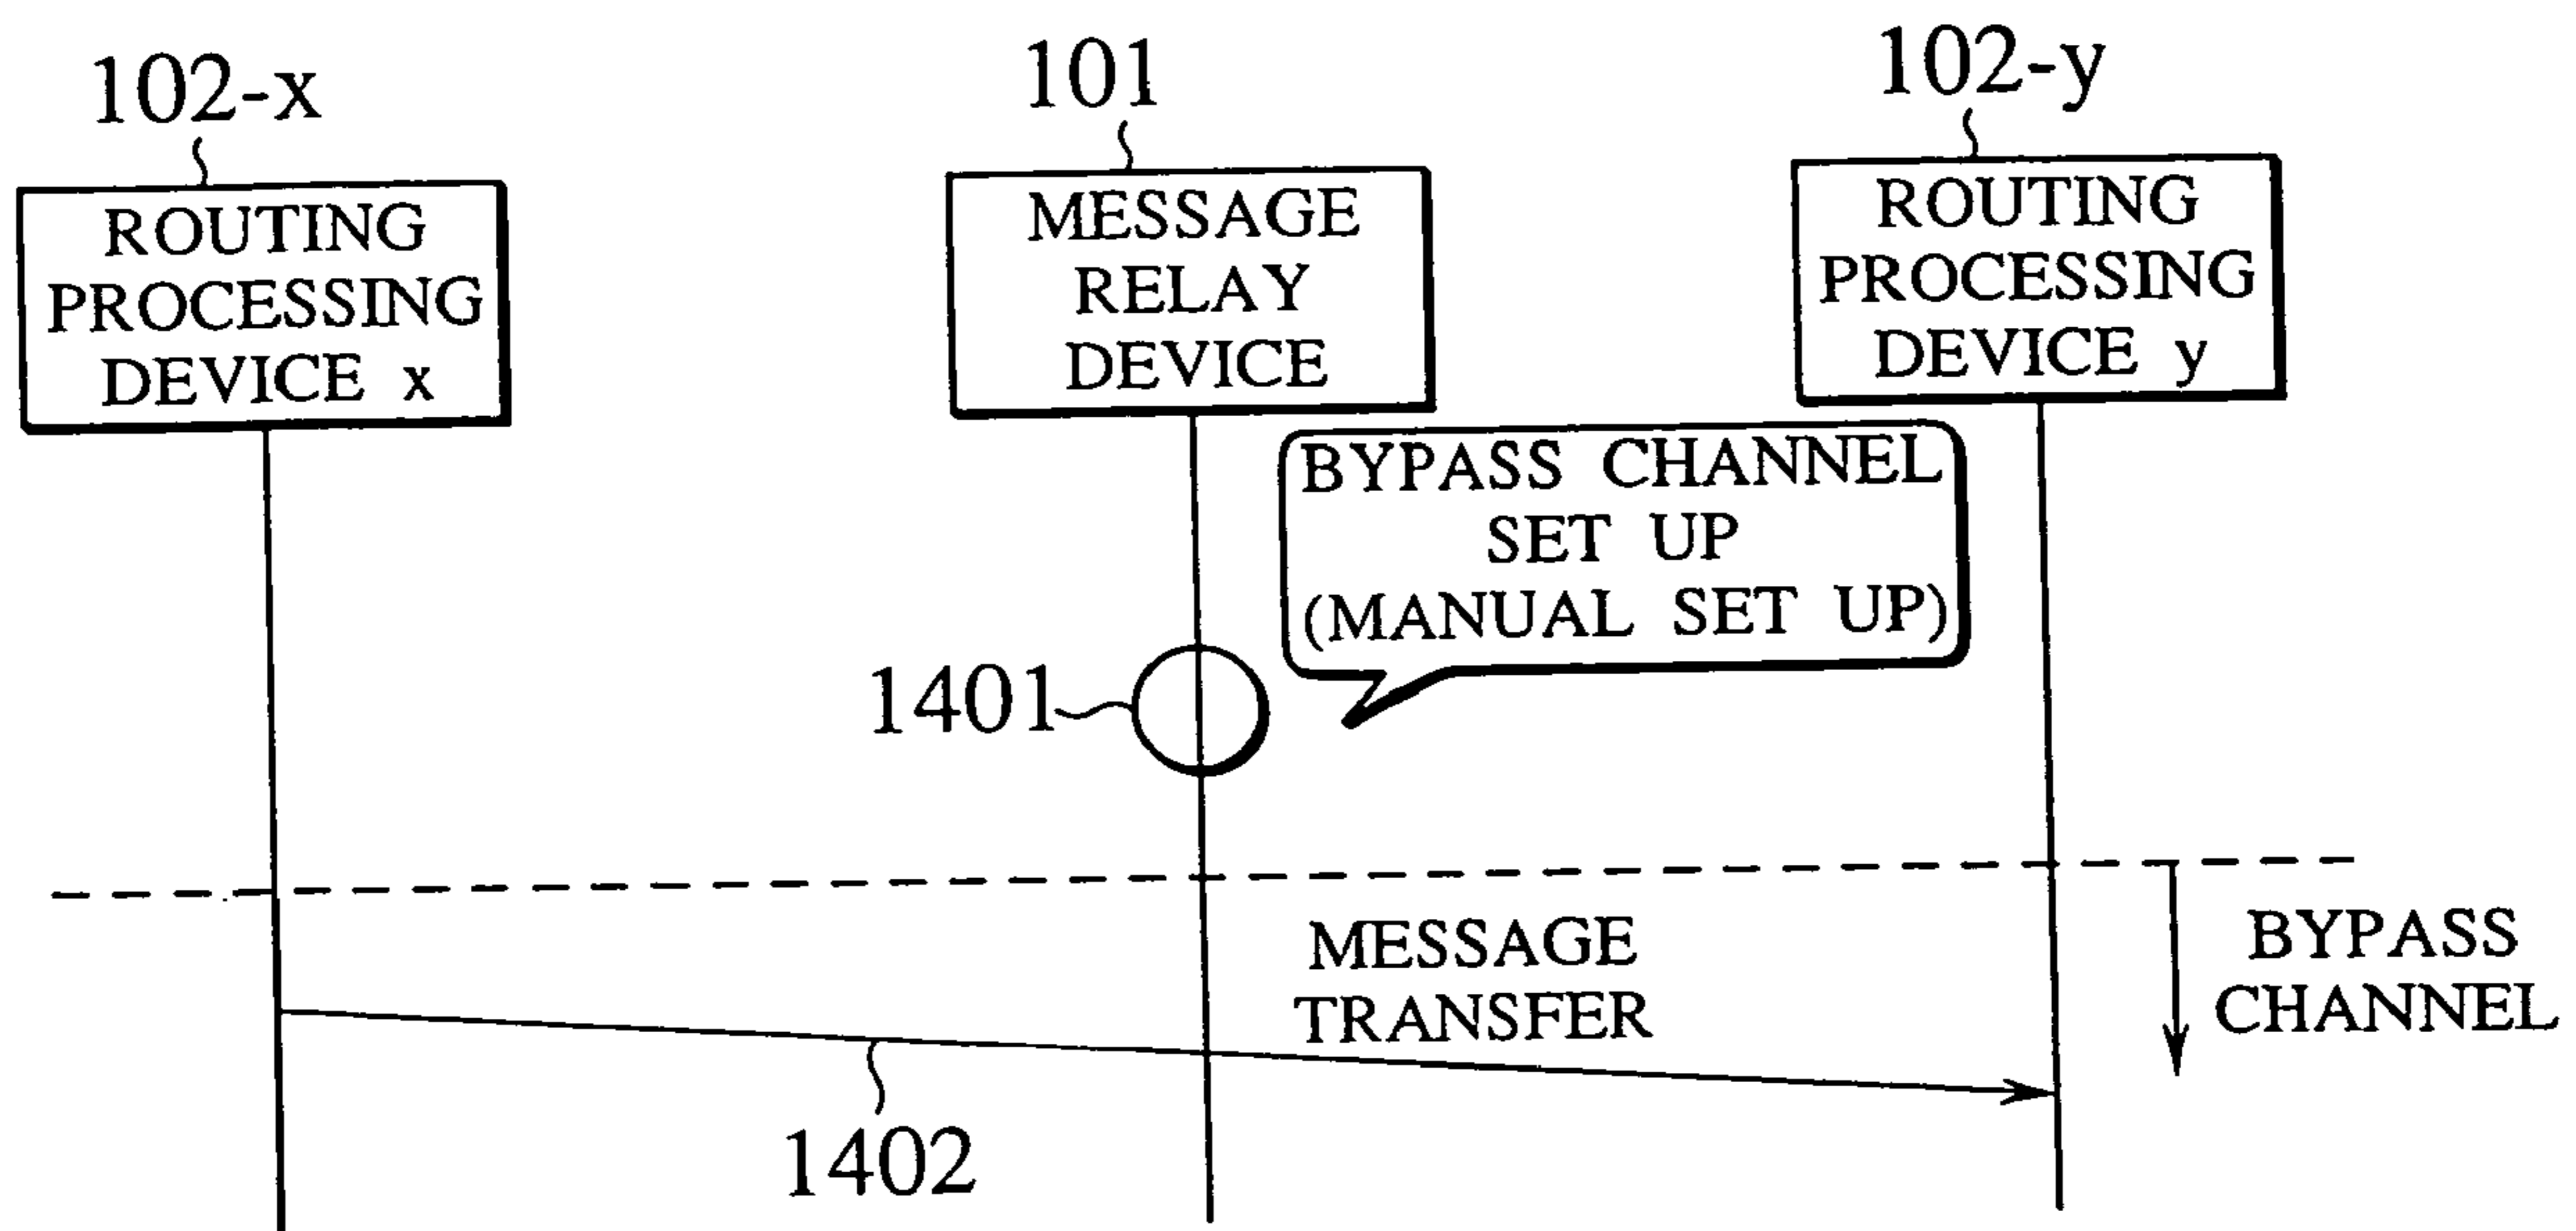 102-x
101
102-y
ROUTING
PROCESSING
DEVICE x
MESSAGE
RELAY
DEVICE
ROUTING
PROCESSING
DEVICE y
BYPASS CHANNEL
SET UP
(MANUAL SET UP)
1401
MESSAGE
TRANSFER
BYPASS
CHANNEL
1402